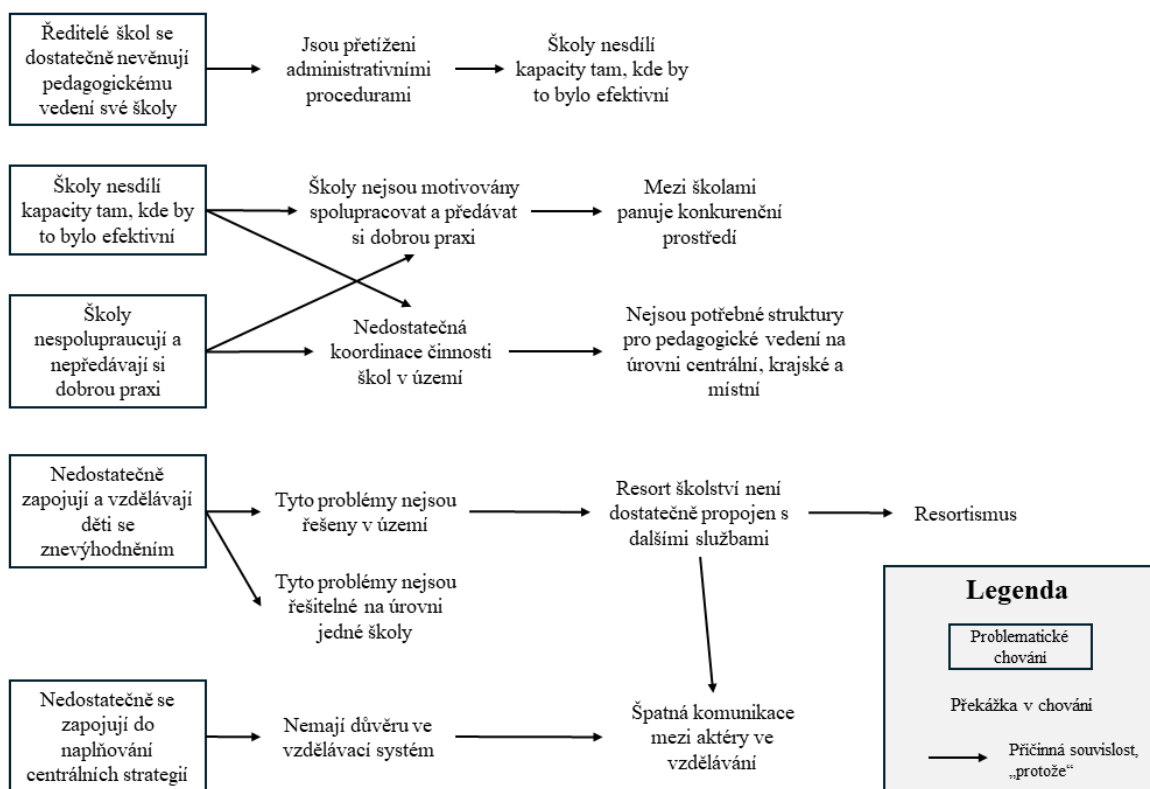 Ředitelé škol se
dostatečně nevěnují
pedagogickému
vedení své školy
Jsou přetíženi
administrativními
procedurami
Školy nesdílí
kapacity tam, kde by
to bylo efektivní
Školy nesdílí
kapacity tam, kde by
to bylo efektivní
Školy nejsou motivovány
spolupracovat a předávat
si dobrou praxi
Mezi školami
panuje konkurenční
prostředí
Školy
nespolupraucují a
nepředávají si
dobrou praxi
Nedostatečná
koordinace činnosti
škol v území
Nejsou potřebné struktury
pro pedagogické vedení na
úrovni centrální, krajské a
místní
Nedostatečně
zapojují a vzdělávají
děti se
znevýhodněním
Tyto problémy nejsou
řešeny v území
Resort školství není
dostatečně propojen s
dalšími službami
Resortismus
Tyto problémy nejsou
řešitelné na úrovni
jedné školy
Nedostatečně se
zapojují do
naplňování
centrálních strategií
Nemají důvěru ve
vzdělávací systém
Špatná komunikace
mezi aktéry ve
vzdělávání
Legenda
Problematické
chování
Překážka v chování
Příčinná souvislost,
„protože“